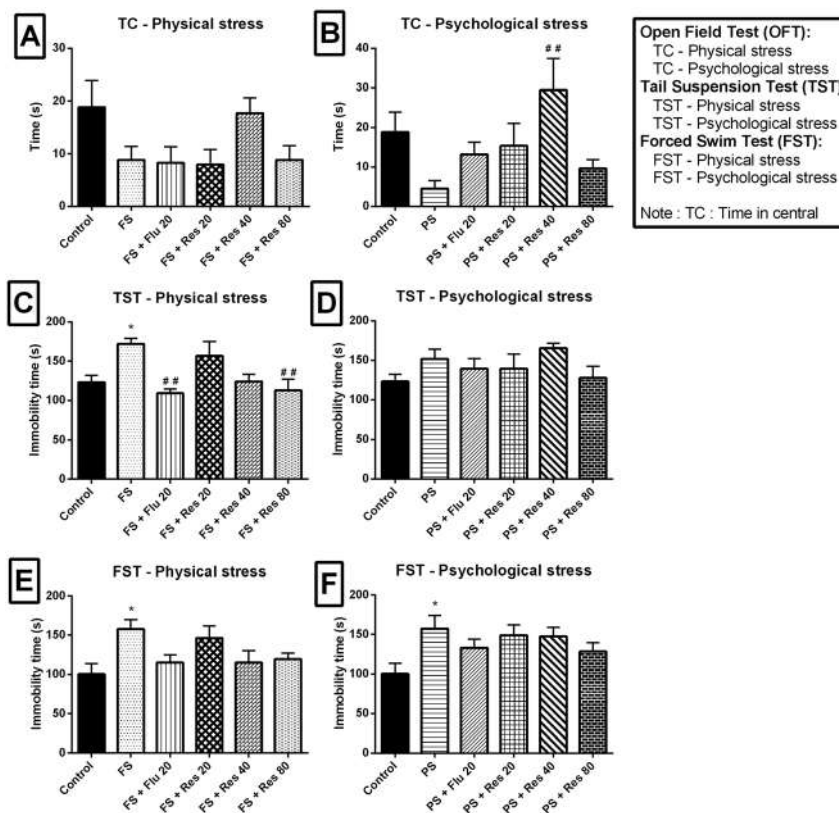 A
TC - Physical stress
30
20
10
0
Time (s)
Control
FS
FS + Flu 20
FS + Res 20
FS + Res 40
FS + Res 80
B
TC - Psychological stress
40
30
20
10
0
Time (s)
##
Control
PS
PS + Flu 20
PS + Res 20
PS + Res 40
PS + Res 80
Open Field Test (OFT):
TC - Physical stress
TC - Psychological stress
Tail Suspension Test (TST)
TST - Physical stress
TST - Psychological stress
Forced Swim Test (FST):
FST - Physical stress
FST - Psychological stress
Note : TC : Time in central
C
TST - Physical stress
200
150
100
50
0
Immobility time (s)
*
##
##
Control
FS
FS + Flu 20
FS + Res 20
FS + Res 40
FS + Res 80
D
TST - Psychological stress
200
150
100
50
0
Immobility time (s)
Control
PS
PS + Flu 20
PS + Res 20
PS + Res 40
PS + Res 80
E
FST - Physical stress
200
150
100
50
0
Immobility time (s)
*
Control
FS
FS + Flu 20
FS + Res 20
FS + Res 40
FS + Res 80
F
FST - Psychological stress
200
150
100
50
0
Immobility time (s)
*
Control
PS
PS + Flu 20
PS + Res 20
PS + Res 40
PS + Res 80